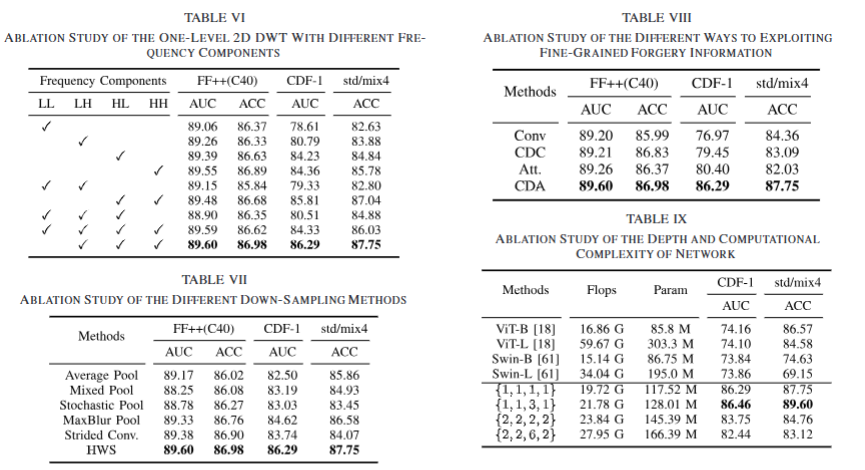 TABLE VI
ABLATION STUDY OF THE ONE-LEVEL 2D DWT WITH DIFFERENT FRE-
QUENCY COMPONENTS
Frequency Components FF++(C40) CDF-1 std/mix4
LL LH HL HH AUC ACC AUC ACC
✓ 89.06 86.37 78.61 82.63
✓ 89.26 86.33 80.79 83.88
✓ 89.39 86.63 84.23 84.84
✓ 89.55 86.89 84.36 85.78
✓ ✓ 89.15 85.84 79.33 82.80
✓ ✓ 89.48 86.68 85.81 87.04
✓ ✓ ✓ 88.90 86.35 80.51 84.88
✓ ✓ ✓ ✓ 89.59 86.62 84.33 86.03
✓ ✓ ✓ 89.60 86.98 86.29 87.75
TABLE VII
ABLATION STUDY OF THE DIFFERENT DOWN-SAMPLING METHODS
Methods FF++(C40) CDF-1 std/mix4
AUC ACC AUC ACC
Average Pool 89.17 86.02 82.50 85.86
Mixed Pool 88.25 86.08 83.19 84.93
Stochastic Pool 88.78 86.27 83.03 83.45
MaxBlur Pool 89.33 86.76 84.62 86.58
Strided Conv. 89.38 86.90 83.74 84.07
HWS 89.60 86.98 86.29 87.75
TABLE VIII
ABLATION STUDY OF THE DIFFERENT WAYS TO EXPLOITING
FINE-GRAINED FORGERY INFORMATION
Methods FF++(C40) CDF-1 std/mix4
AUC ACC AUC ACC
Conv 89.20 85.99 76.97 84.36
CDC 89.21 86.83 79.45 83.09
Att. 89.26 86.37 80.40 82.03
CDA 89.60 86.98 86.29 87.75
TABLE IX
ABLATION STUDY OF THE DEPTH AND COMPUTATIONAL
COMPLEXITY OF NETWORK
Methods Flops Param CDF-1 std/mix4
AUC ACC
ViT-B [18] 16.86 G 85.8 M 74.16 86.57
ViT-L [18] 59.67 G 303.3 M 74.10 84.58
Swin-B [61] 15.14 G 86.75 M 73.84 74.63
Swin-L [61] 34.04 G 195.0 M 73.86 69.15
{1, 1, 1, 1} 19.72 G 117.52 M 86.29 87.75
{1, 1, 3, 1} 21.78 G 128.01 M 86.46 89.60
{2, 2, 2, 2} 23.84 G 145.39 M 83.75 84.76
{2, 2, 6, 2} 27.95 G 166.39 M 82.44 83.12